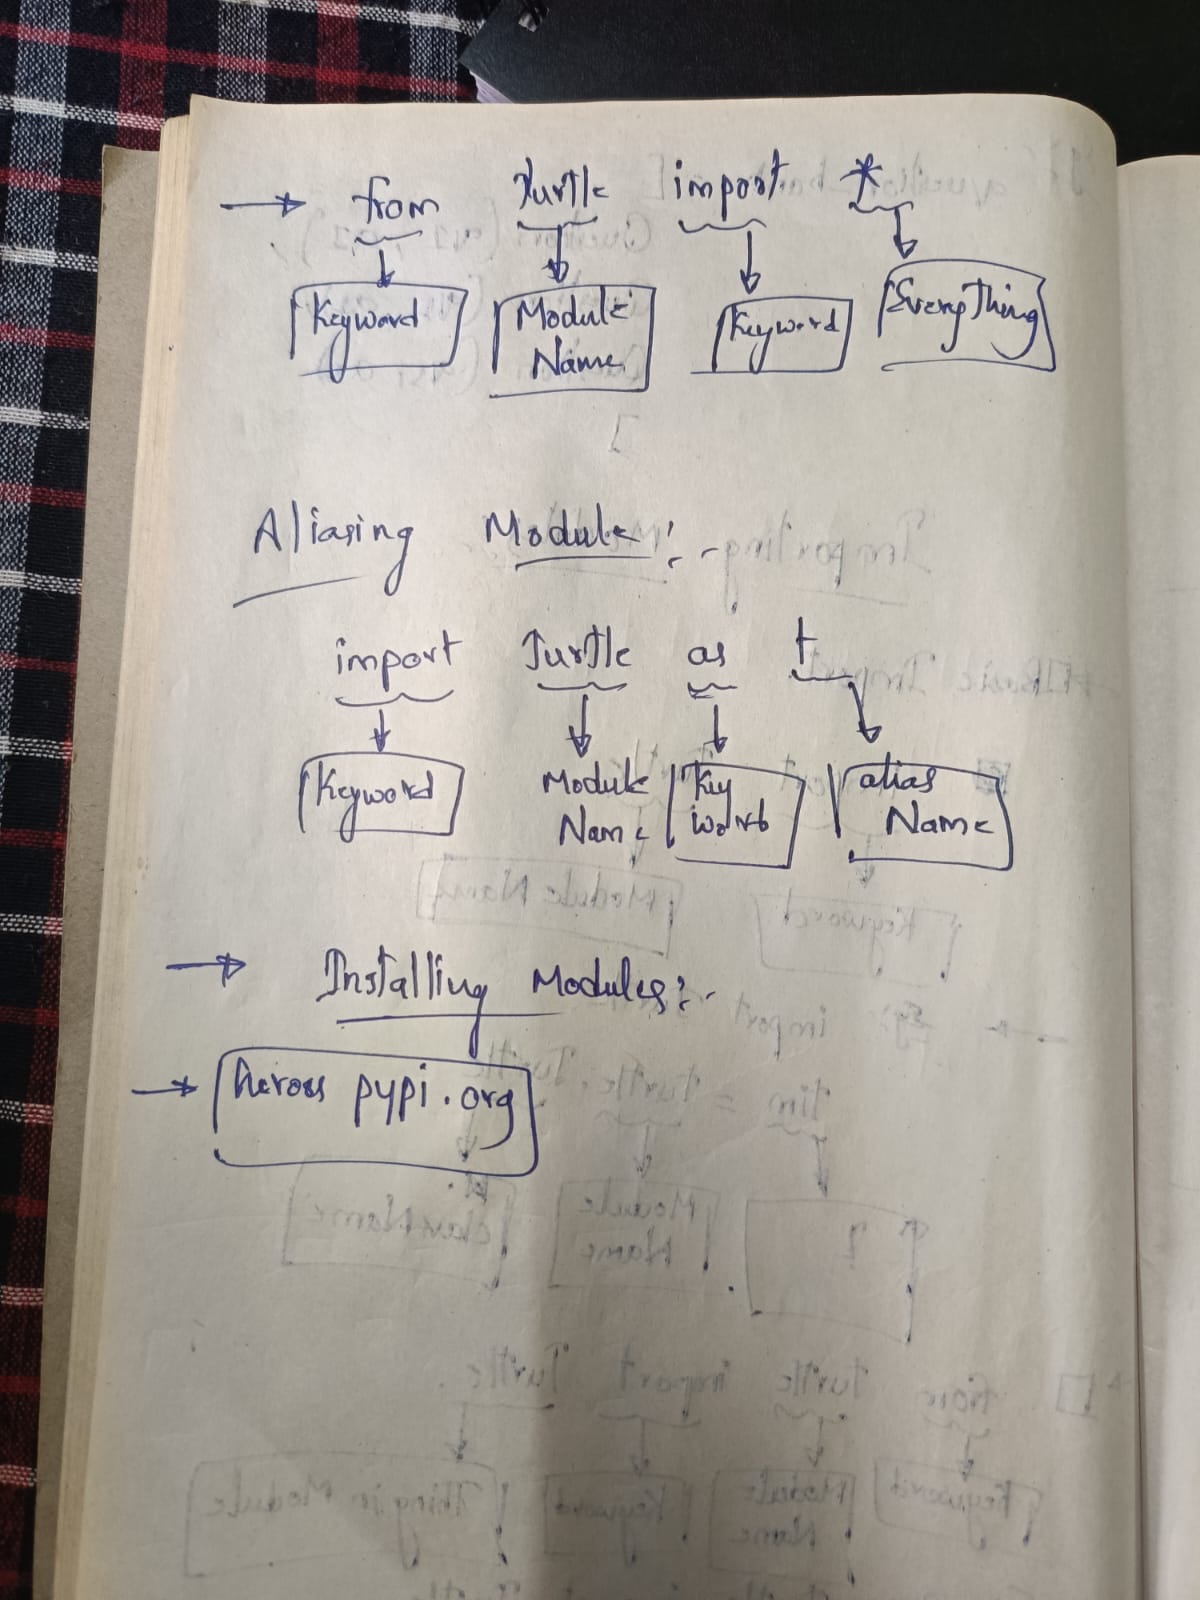 → from Turtle import *
Keyword Module Name Keyword EveryThing
Aliasing Module:-
import Turtle as t
Keyword Module Name Key word alias Name
→ Installing Modules:-
→ Across pypi.org